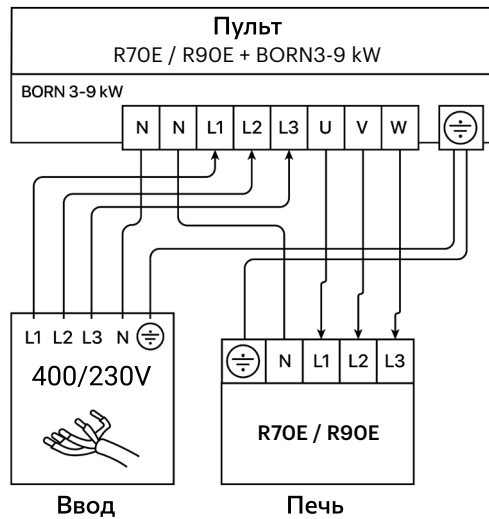 Пульт
R70E / R90E + BORN3-9 kW
BORN 3-9 kW
N N L1 L2 L3 U V W
L1 L2 L3 N
400/230V
N L1 L2 L3
R70E / R90E
Ввод
Печь